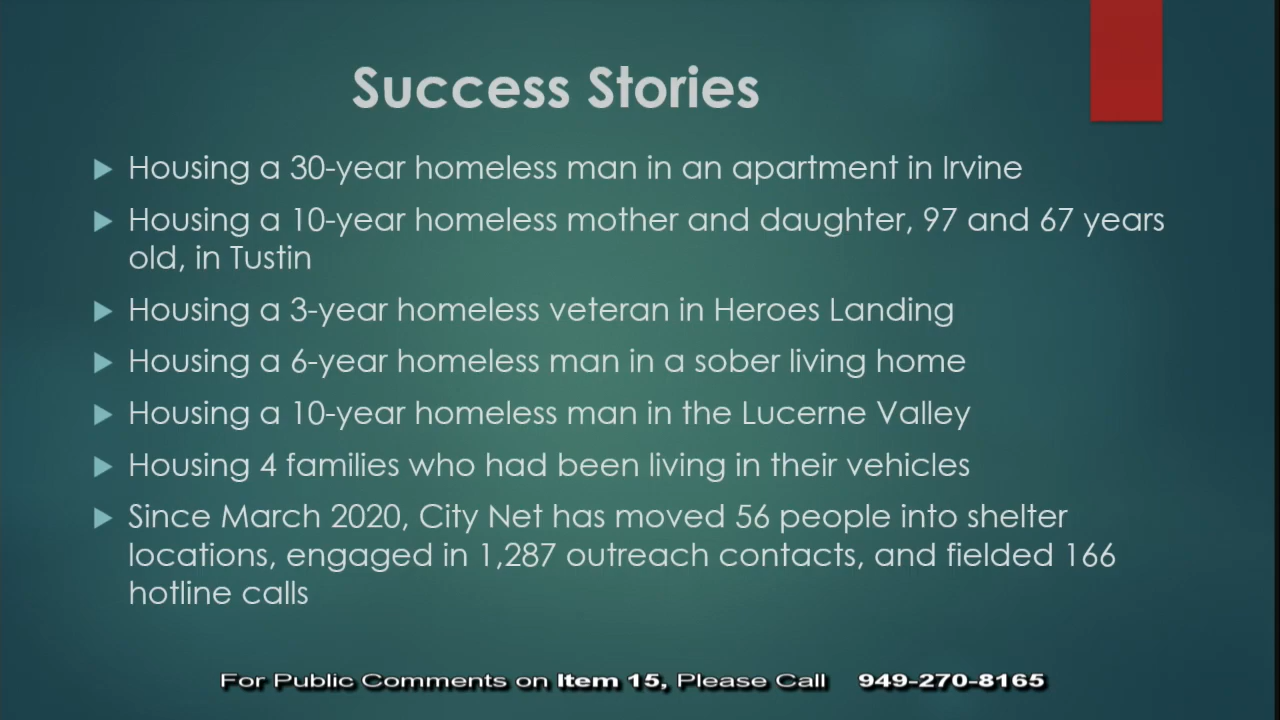 Success Stories
Housing a 30-year homeless man in an apartment in Irvine
Housing a 10-year homeless mother and daughter, 97 and 67 years
old, in Tustin
Housing a 3-year homeless veteran in Heroes Landing
Housing a 6-year homeless man in a sober living home
Housing a 10-year homeless man in the Lucerne Valley
Housing 4 families who had been living in their vehicles
Since March 2020, City Net has moved 56 people into shelter
locations, engaged in 1,287 outreach contacts, and fielded 166
hotline calls
For Public Comments on Item 15, Please Call 949-270-8165